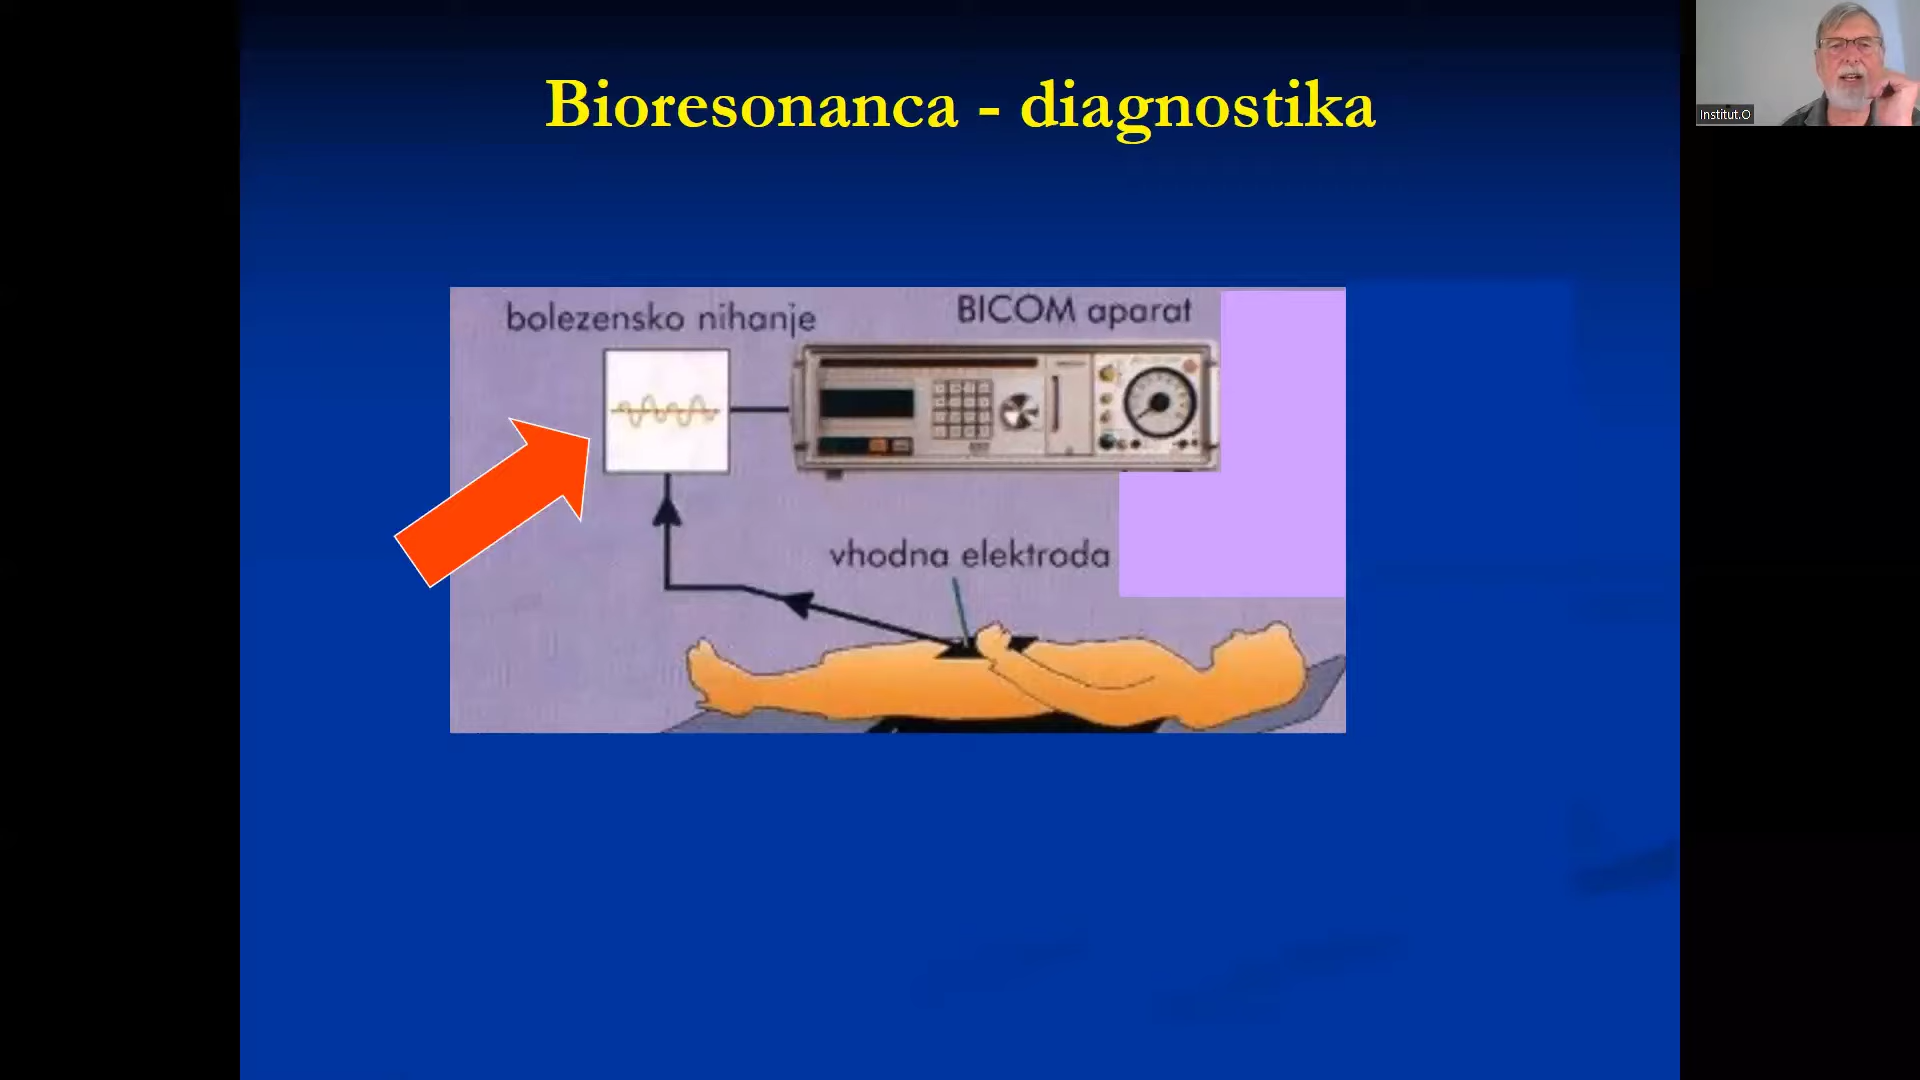 Bioresonanca - diagnostika
Institut.O
bolezensko nihanje
BICOM aparat
vhodna elektroda